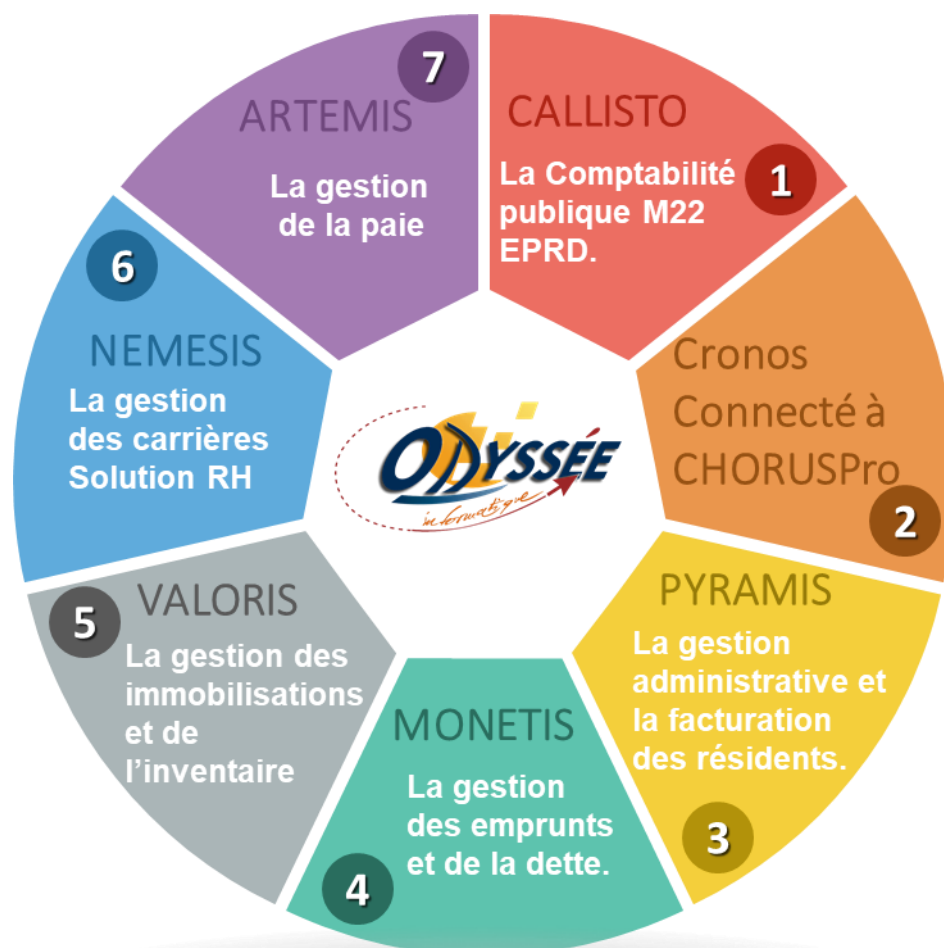 1
CALLISTO
La Comptabilité
publique M22
EPRD.
Cronos
Connecté à
CHORUSPro
2
PYRAMIS
La gestion
administrative et
la facturation
des résidents.
3
MONETIS
La gestion
des emprunts
et de la dette.
4
5
VALORIS
La gestion des
immobilisations
et de
l’inventaire
6
NEMESIS
La gestion
des carrières
Solution RH
7
ARTEMIS
La gestion
de la paie
ODYSSÉE
informatique